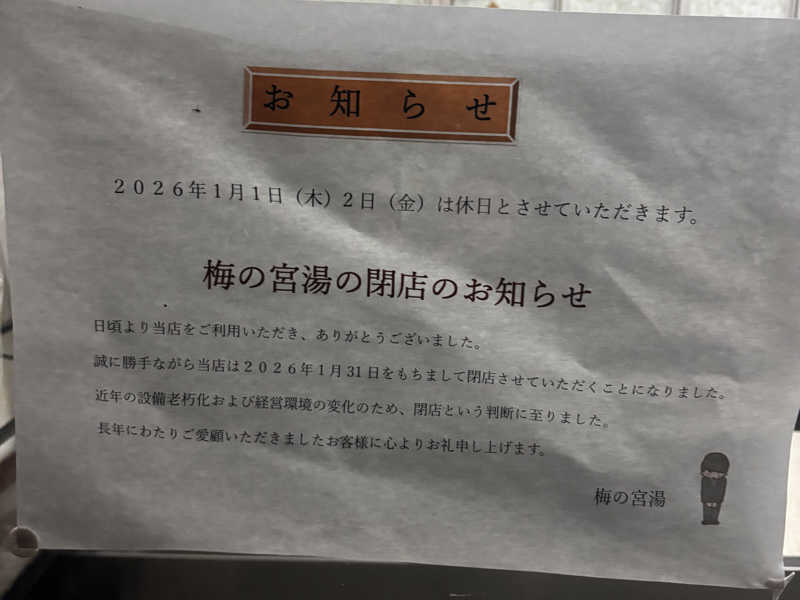 お知らせ
２０２６年１月１日（木）２日（金）は休日とさせていただきます。
梅の宮湯の閉店のお知らせ
日頃より当店をご利用いただき、ありがとうございました。
誠に勝手ながら当店は２０２６年１月31日をもちまして閉店させていただくことになりました。
近年の設備老朽化および経営環境の変化のため、閉店という判断に至りました。
長年にわたりご愛顧いただきましたお客様に心よりお礼申し上げます。
梅の宮湯